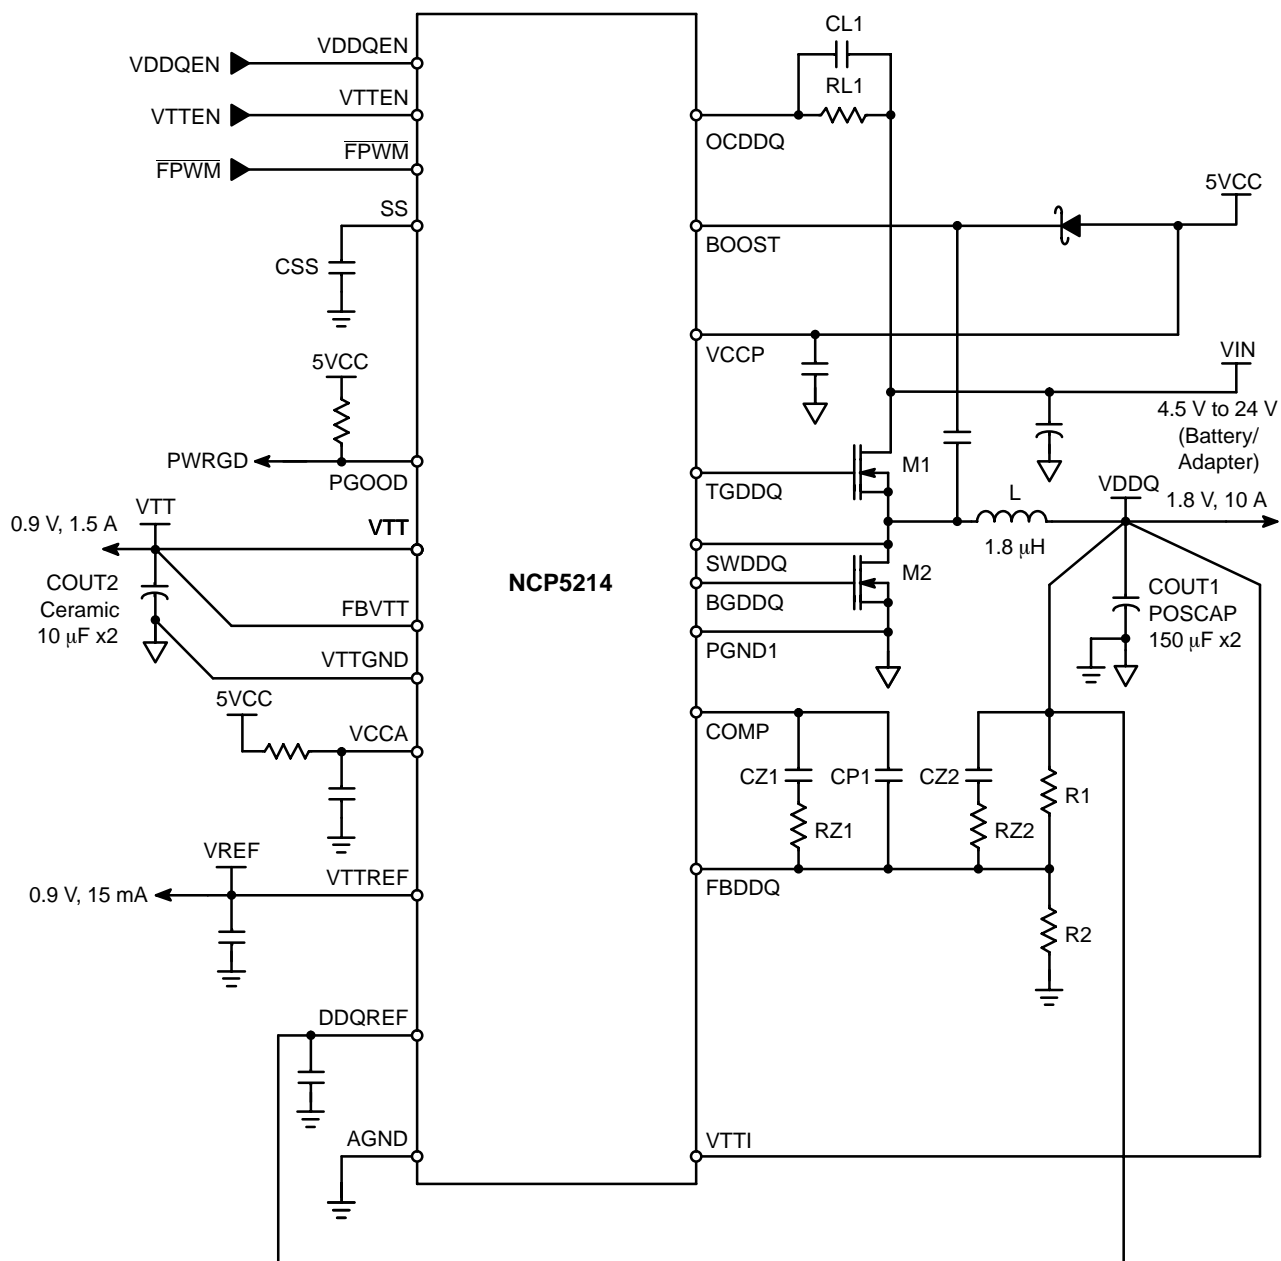 CL1
VDDQEN
VDDQEN
RL1
VTTEN
VTTEN
OCDDQ
FPWM
FPWM
5VCC
SS
BOOST
CSS
VCCP
VIN
5VCC
4.5 V to 24 V
(Battery/
Adapter)
PWRGD
PGOOD
M1
TGDDQ
VTT
0.9 V, 1.5 A
VTT
L
VDDQ
1.8 V, 10 A
1.8 μH
SWDDQ
M2
NCP5214
COUT2
Ceramic
10 μF x2
FBVTT
BGDDQ
COUT1
POSCAP
150 μF x2
VTTGND
PGND1
5VCC
VCCA
COMP
CZ1
CP1
CZ2
R1
RZ1
RZ2
VREF
0.9 V, 15 mA
VTTREF
FBDDQ
R2
DDQREF
AGND
VTTI